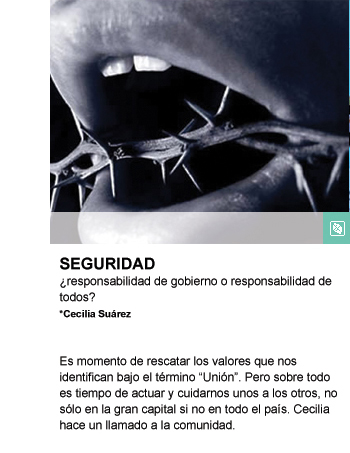 SEGURIDAD
¿responsabilidad de gobierno o responsabilidad de
todos?
*Cecilia Suárez
Es momento de rescatar los valores que nos
identifican bajo el término “Unión”. Pero sobre todo
es tiempo de actuar y cuidarnos unos a los otros, no
sólo en la gran capital si no en todo el país. Cecilia
hace un llamado a la comunidad.